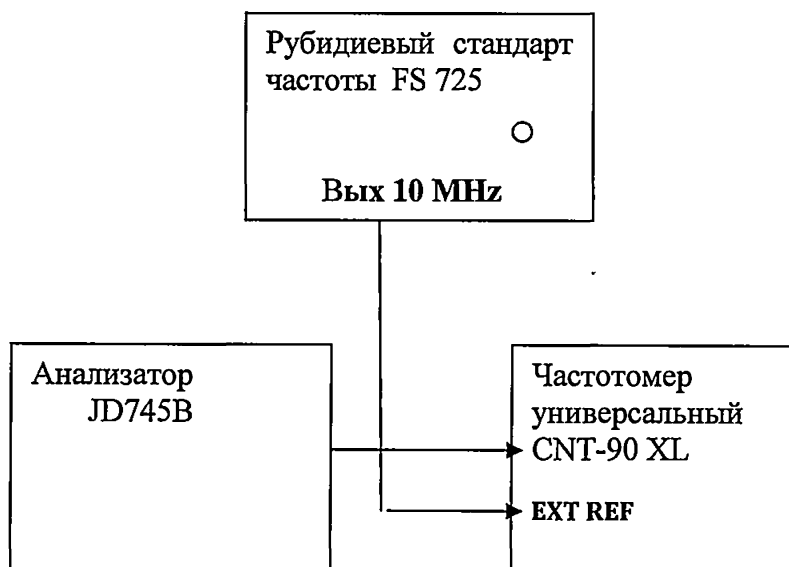 Рубидиевый стандарт
частоты FS 725
Вых 10 MHz
Анализатор
JD745B
Частотомер
универсальный
CNT-90 XL
EXT REF